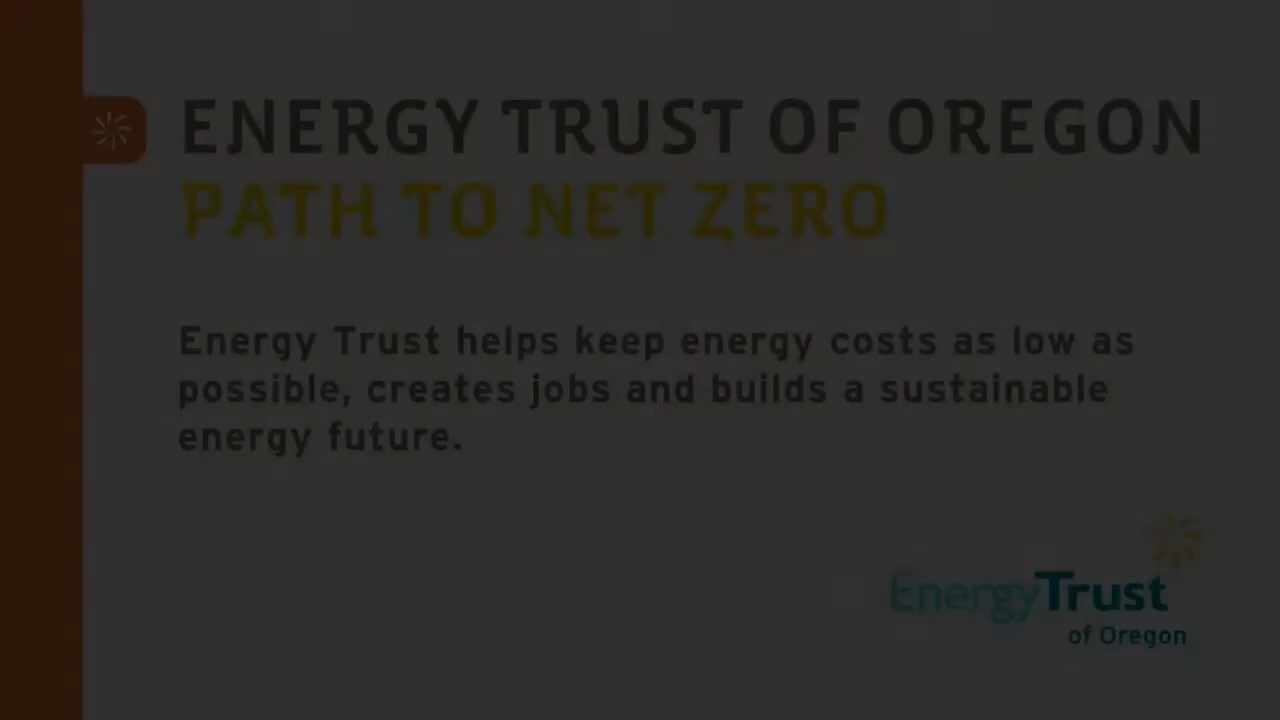 ENERGY TRUST OF OREGON
PATH TO NET ZERO
Energy Trust helps keep energy costs as low as
possible, creates jobs and builds a sustainable
energy future.
EnergyTrust
of Oregon